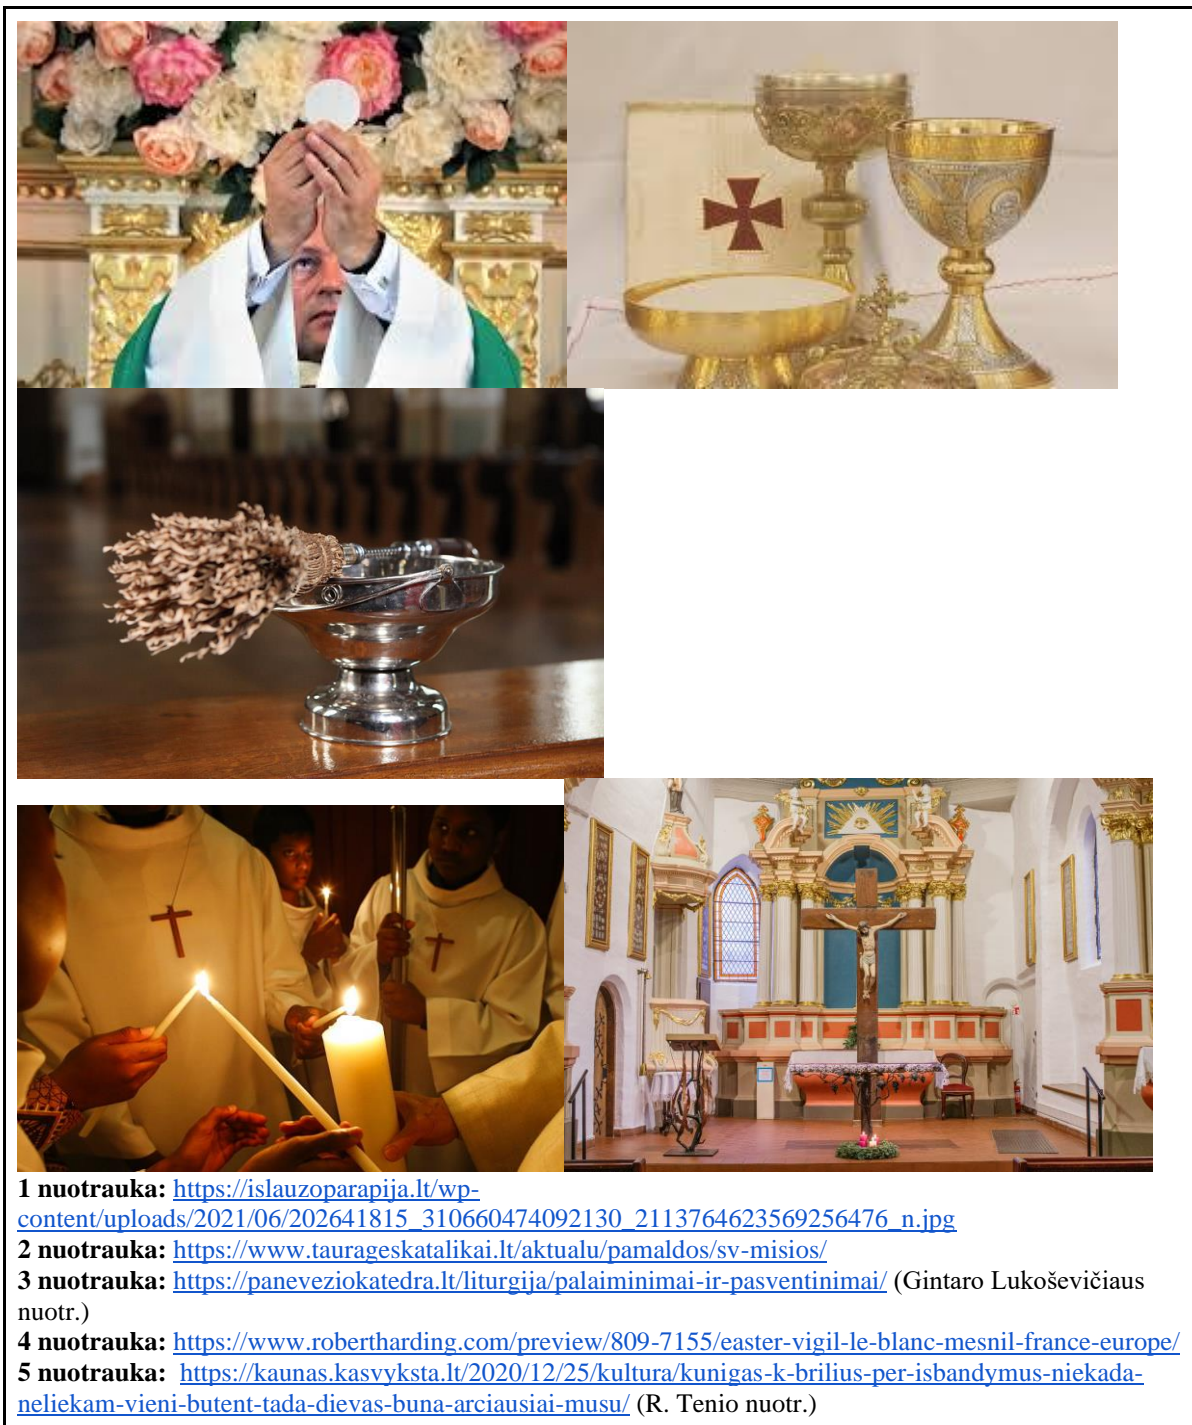 1 nuotrauka: https://islauzoparapija.lt/wp-
content/uploads/2021/06/202641815_310660474092130_2113764623569256476_n.jpg
2 nuotrauka: https://www.taurageskatalikai.lt/aktualu/pamaldos/sv-misios/
3 nuotrauka: https://paneveziokatedra.lt/liturgija/palaiminimai-ir-pasventinimai/ (Gintaro Lukoševičiaus
nuotr.)
4 nuotrauka: https://www.robertharding.com/preview/809-7155/easter-vigil-le-blanc-mesnil-france-europe/
5 nuotrauka: https://kaunas.kasvyksta.lt/2020/12/25/kultura/kunigas-k-brilius-per-isbandymus-niekada-
neliekam-vieni-butent-tada-dievas-buna-arciausiai-musu/ (R. Tenio nuotr.)